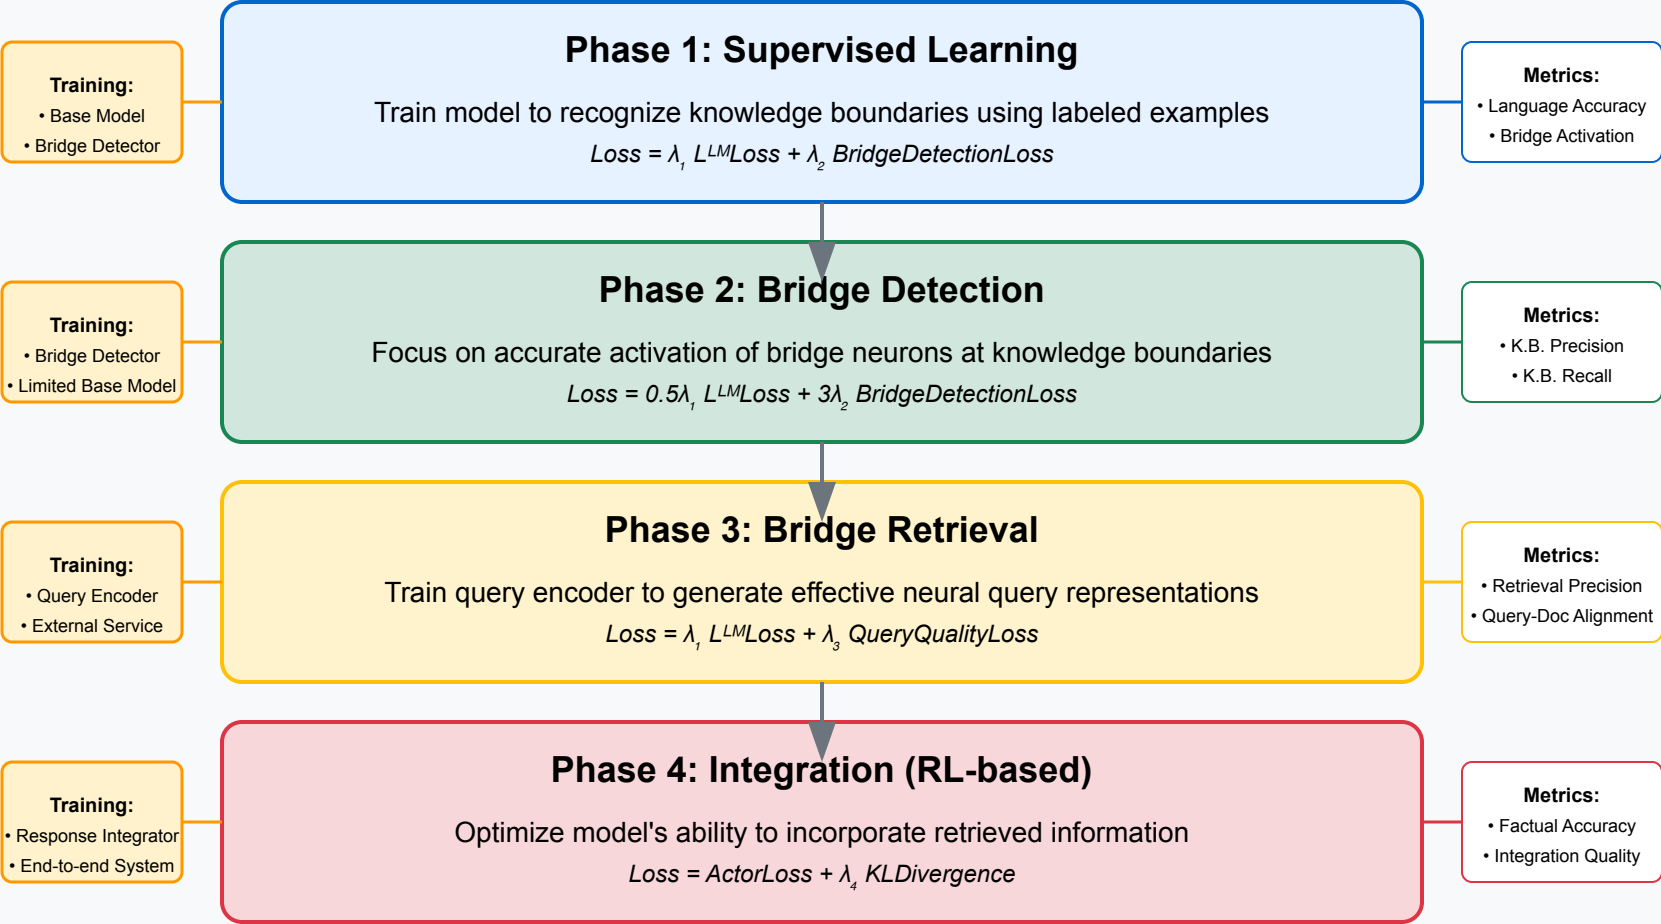 Phase 1: Supervised Learning
Train model to recognize knowledge boundaries using labeled examples
Loss = λ₁ LᴸᴹLoss + λ₂ BridgeDetectionLoss
Training:
• Base Model
• Bridge Detector
Metrics:
• Language Accuracy
• Bridge Activation
Phase 2: Bridge Detection
Focus on accurate activation of bridge neurons at knowledge boundaries
Loss = 0.5λ₁ LᴸᴹLoss + 3λ₂ BridgeDetectionLoss
Training:
• Bridge Detector
• Limited Base Model
Metrics:
• K.B. Precision
• K.B. Recall
Phase 3: Bridge Retrieval
Train query encoder to generate effective neural query representations
Loss = λ₁ LᴸᴹLoss + λ₃ QueryQualityLoss
Training:
• Query Encoder
• External Service
Metrics:
• Retrieval Precision
• Query-Doc Alignment
Phase 4: Integration (RL-based)
Optimize model's ability to incorporate retrieved information
Loss = ActorLoss + λ₄ KLDivergence
Training:
• Response Integrator
• End-to-end System
Metrics:
• Factual Accuracy
• Integration Quality